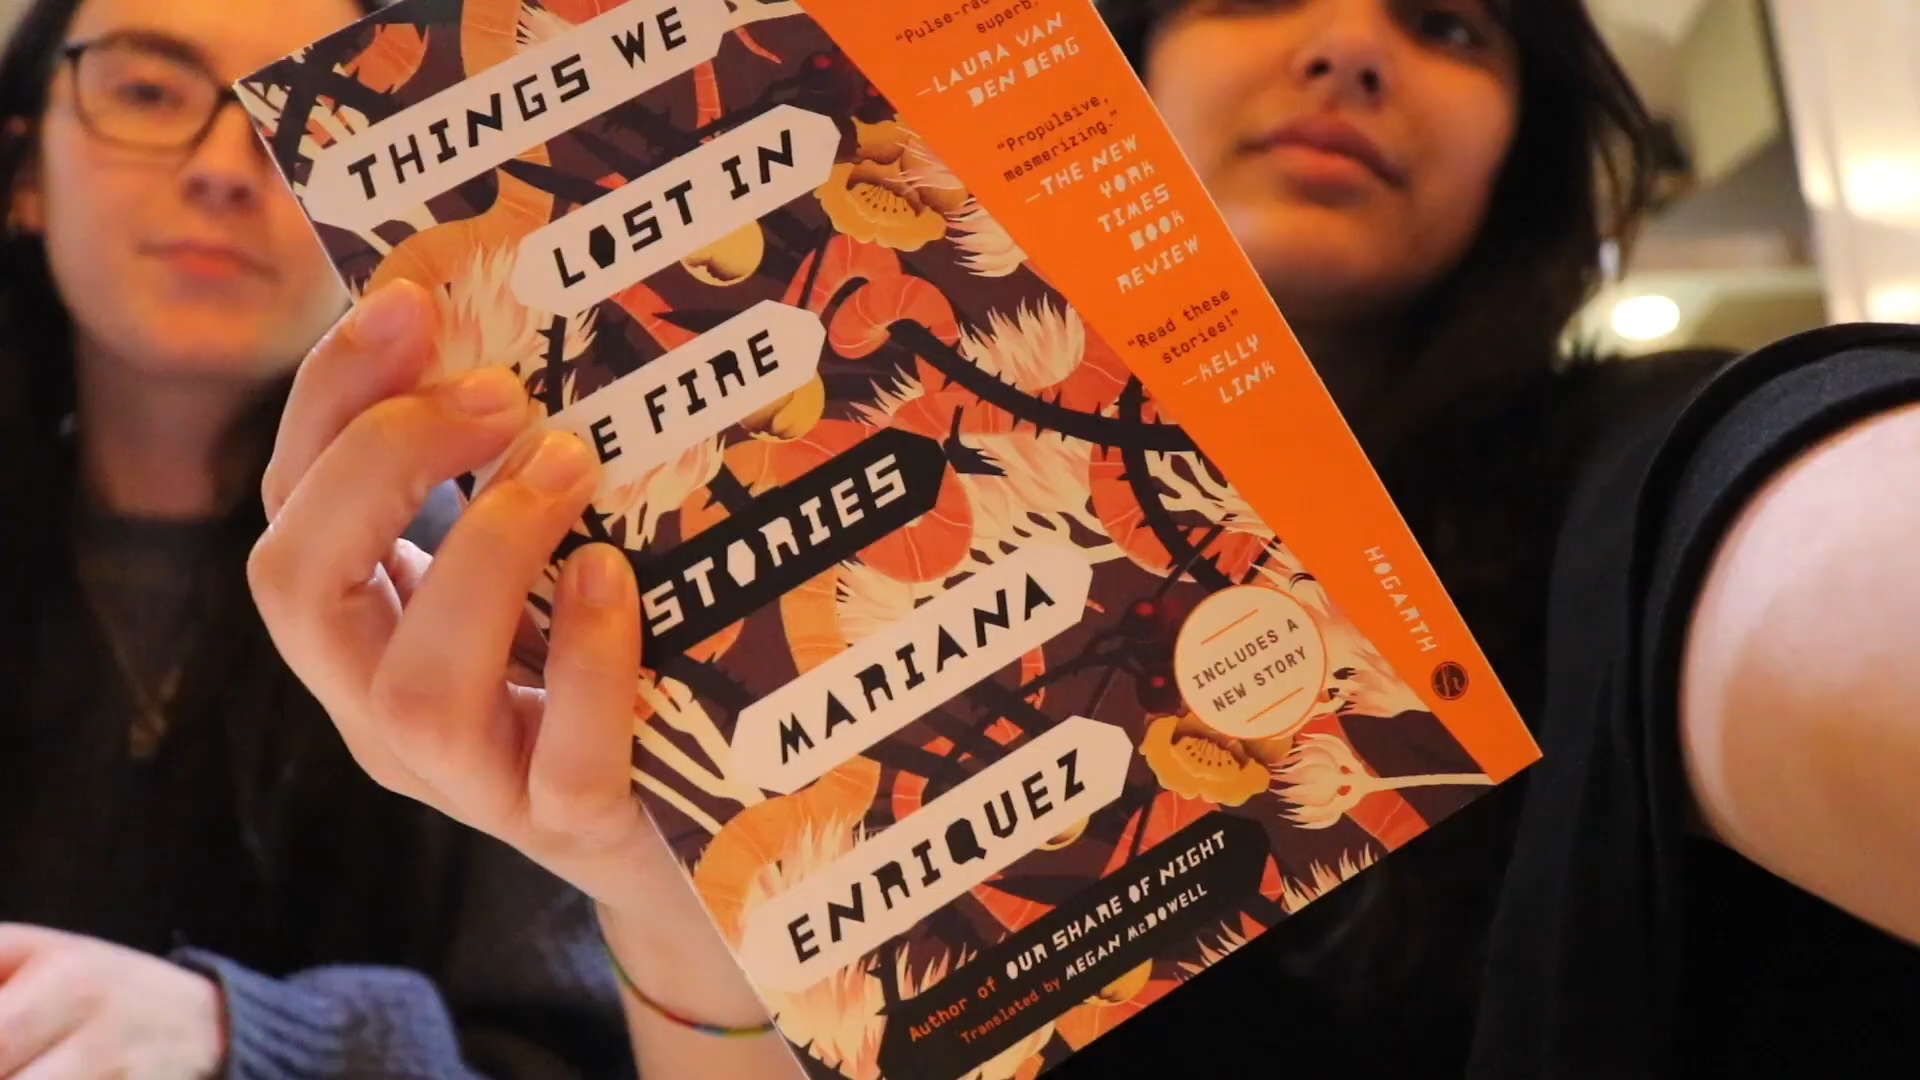 THINGS WE
LOST IN
E FIRE
STORIES
MARIANA
ENRIQUEZ
Author of OUR SHARE OF NIGHT
Translated by MEGAN McDOWELL
superb.
—LAURA VAN
DEN BERG
“Propulsive,
mesmerizing.”
—THE NEW
YORK
TIMES
BOOK
REVIEW
“Read these
stories!”
—KELLY
LINK
INCLUDES A
NEW STORY
HOGARTH